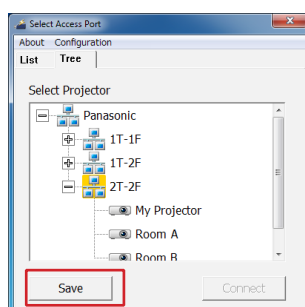 Select Access Port
About Configuration
List Tree
Select Projector
Panasonic
1T-1F
1T-2F
2T-2F
My Projector
Room A
Room B
Save Connect